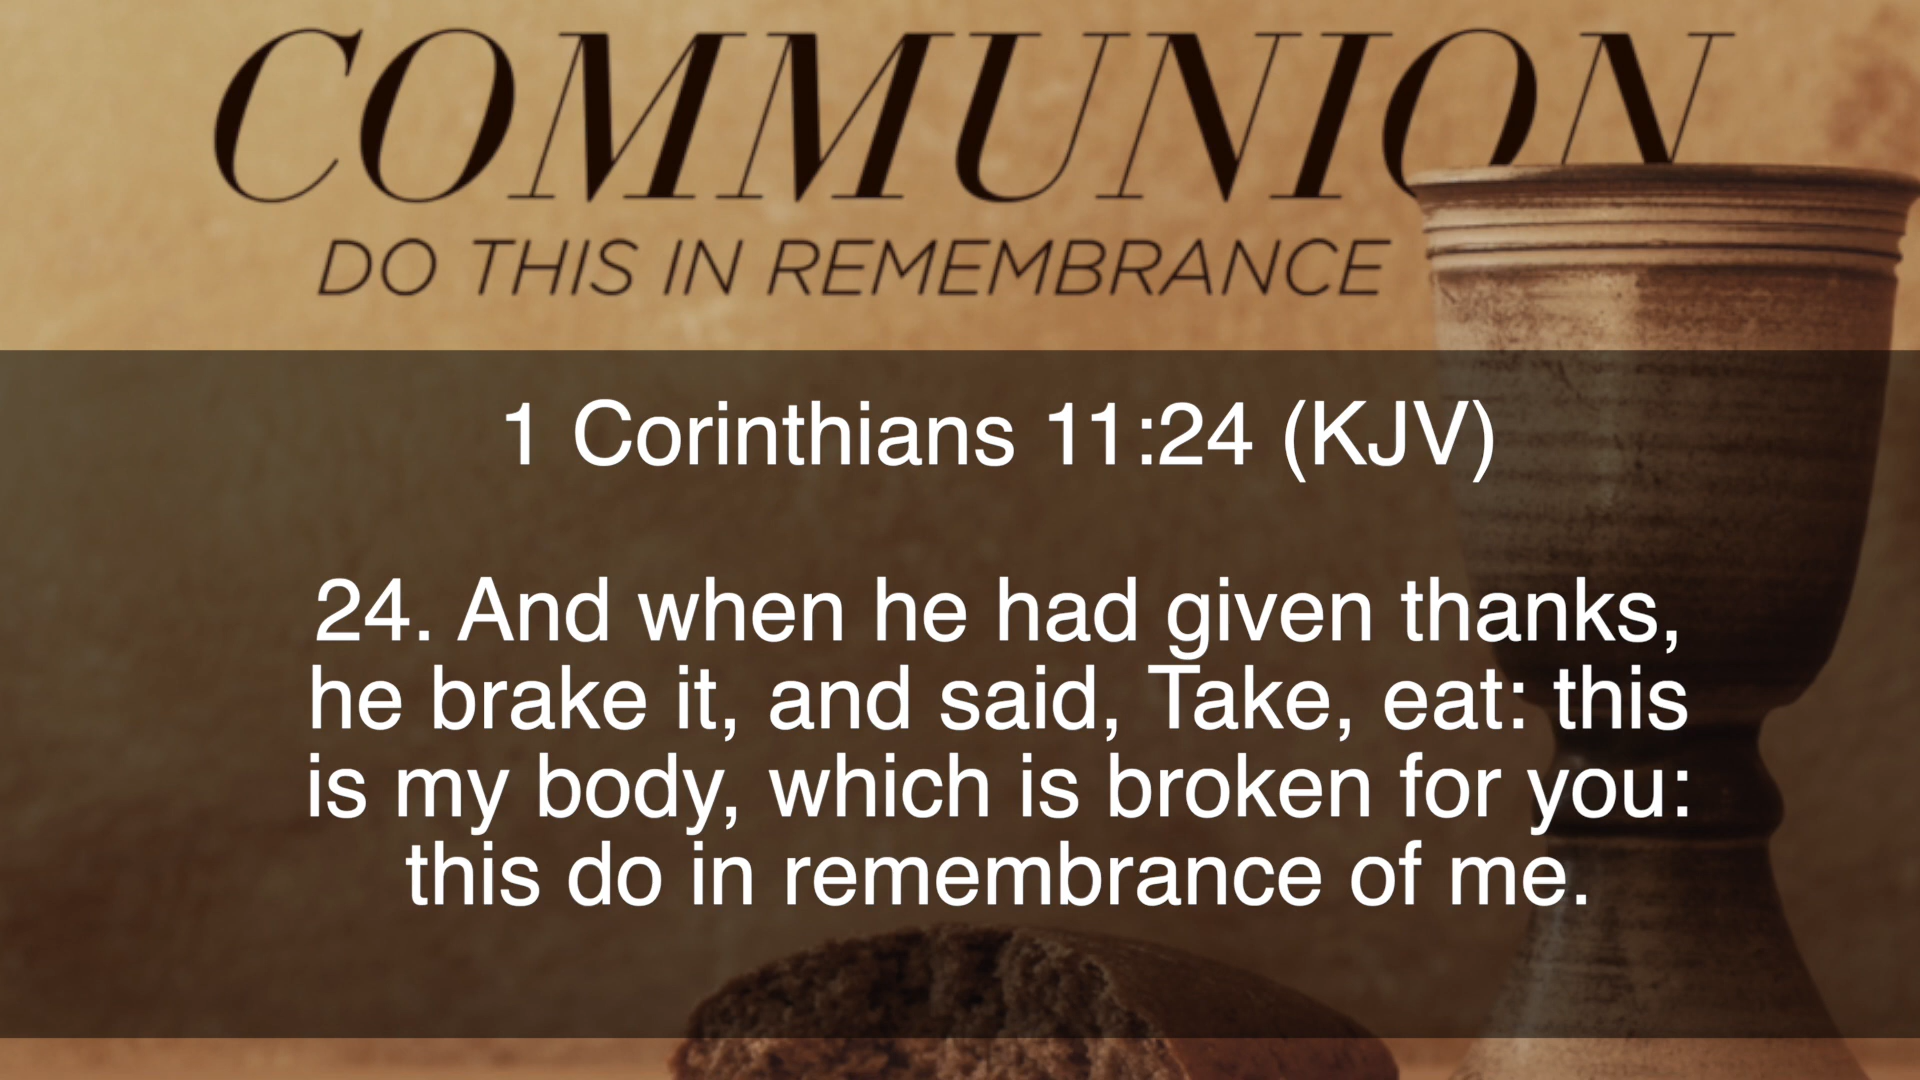 COMMUNION
DO THIS IN REMEMBRANCE
1 Corinthians 11:24 (KJV)
24. And when he had given thanks,
he brake it, and said, Take, eat: this
is my body, which is broken for you:
this do in remembrance of me.